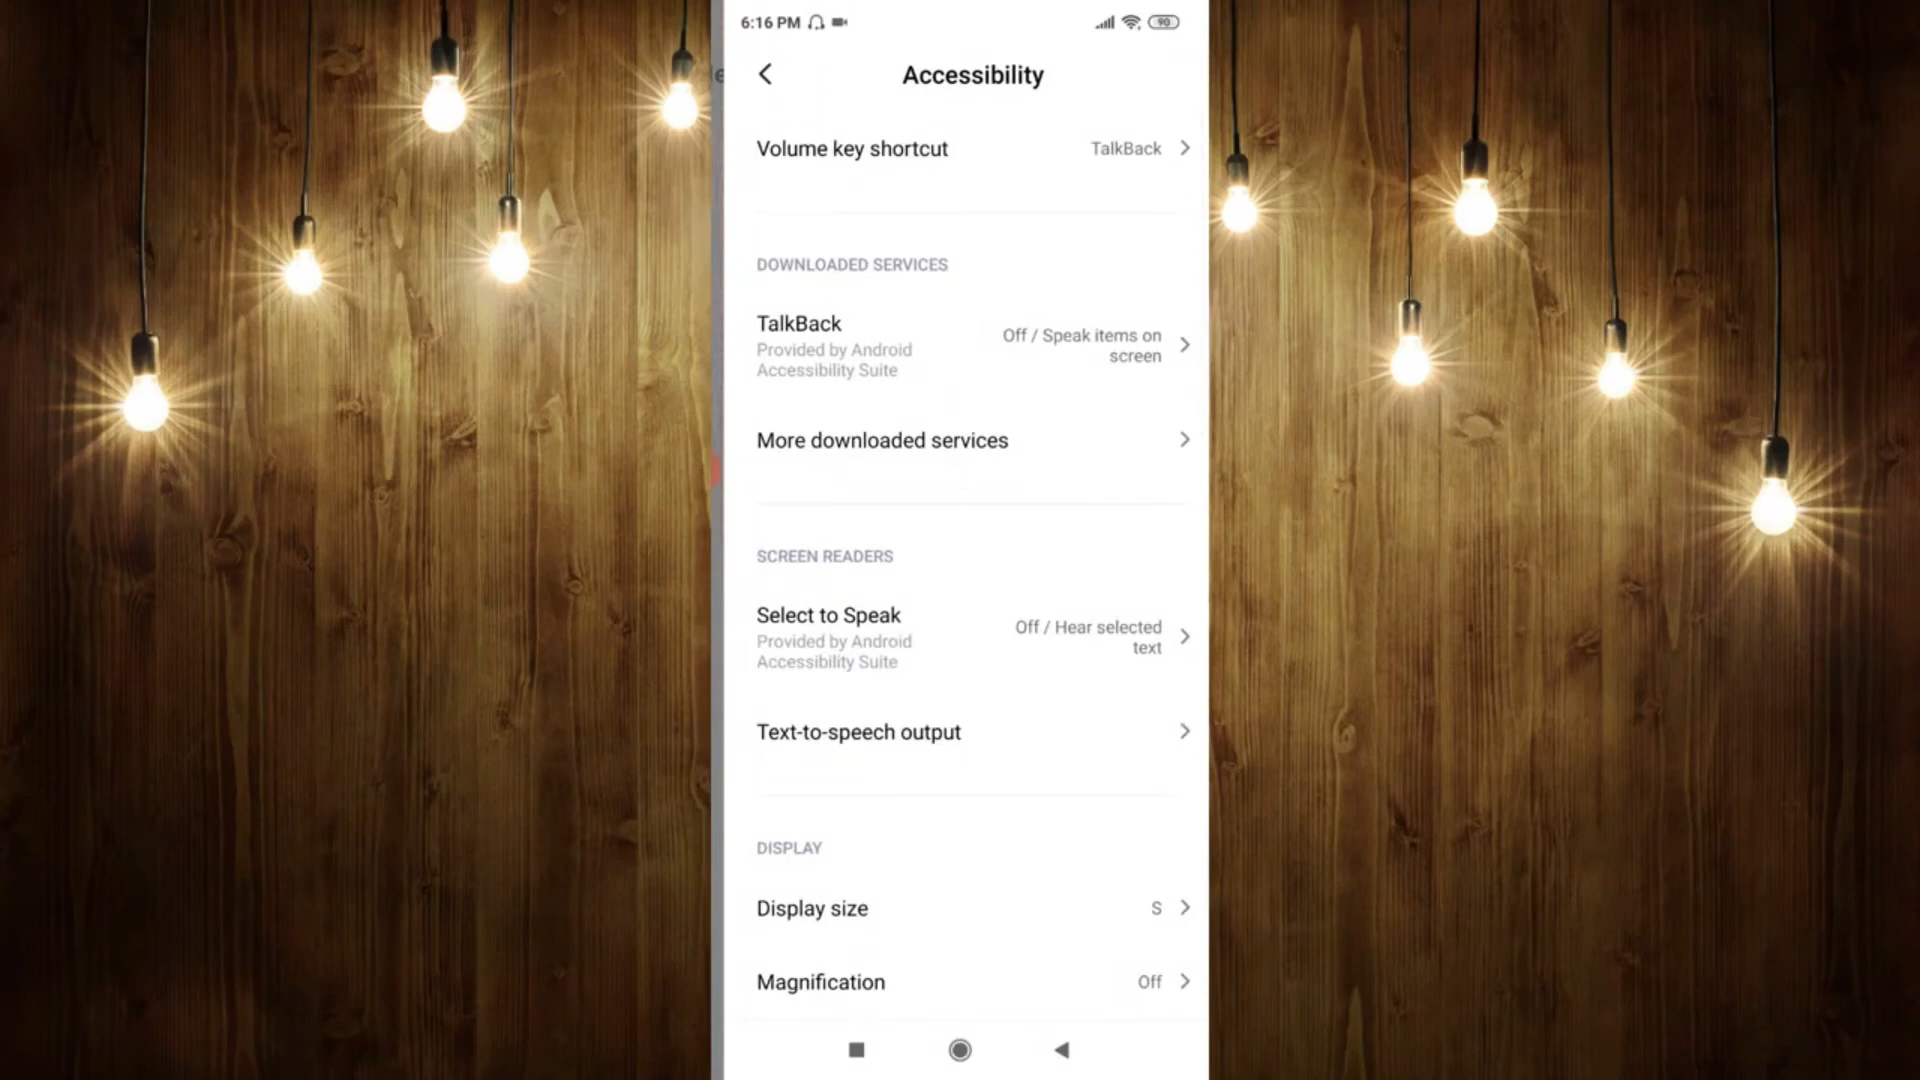 6:16 PM
90
Accessibility
Volume key shortcut
TalkBack
DOWNLOADED SERVICES
TalkBack
Provided by Android
Accessibility Suite
Off / Speak items on
screen
More downloaded services
SCREEN READERS
Select to Speak
Provided by Android
Accessibility Suite
Off / Hear selected
text
Text-to-speech output
DISPLAY
Display size
S
Magnification
Off